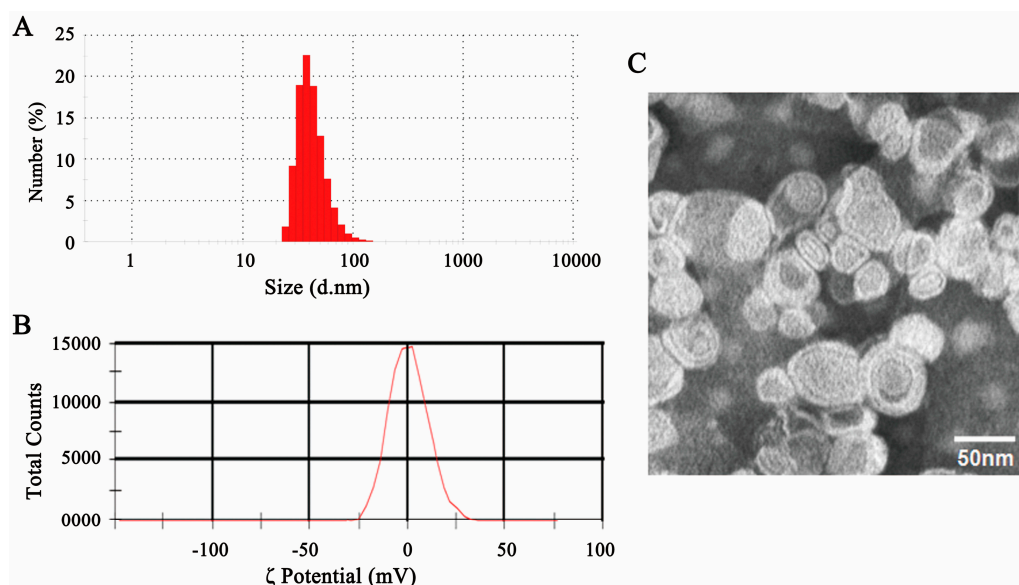 A
25
20
15
10
5
0
Number (%)
1 10 100 1000 10000
Size (d.nm)
B
15000
10000
5000
0000
Total Counts
-100 -50 0 50 100
ζ Potential (mV)
C
50nm